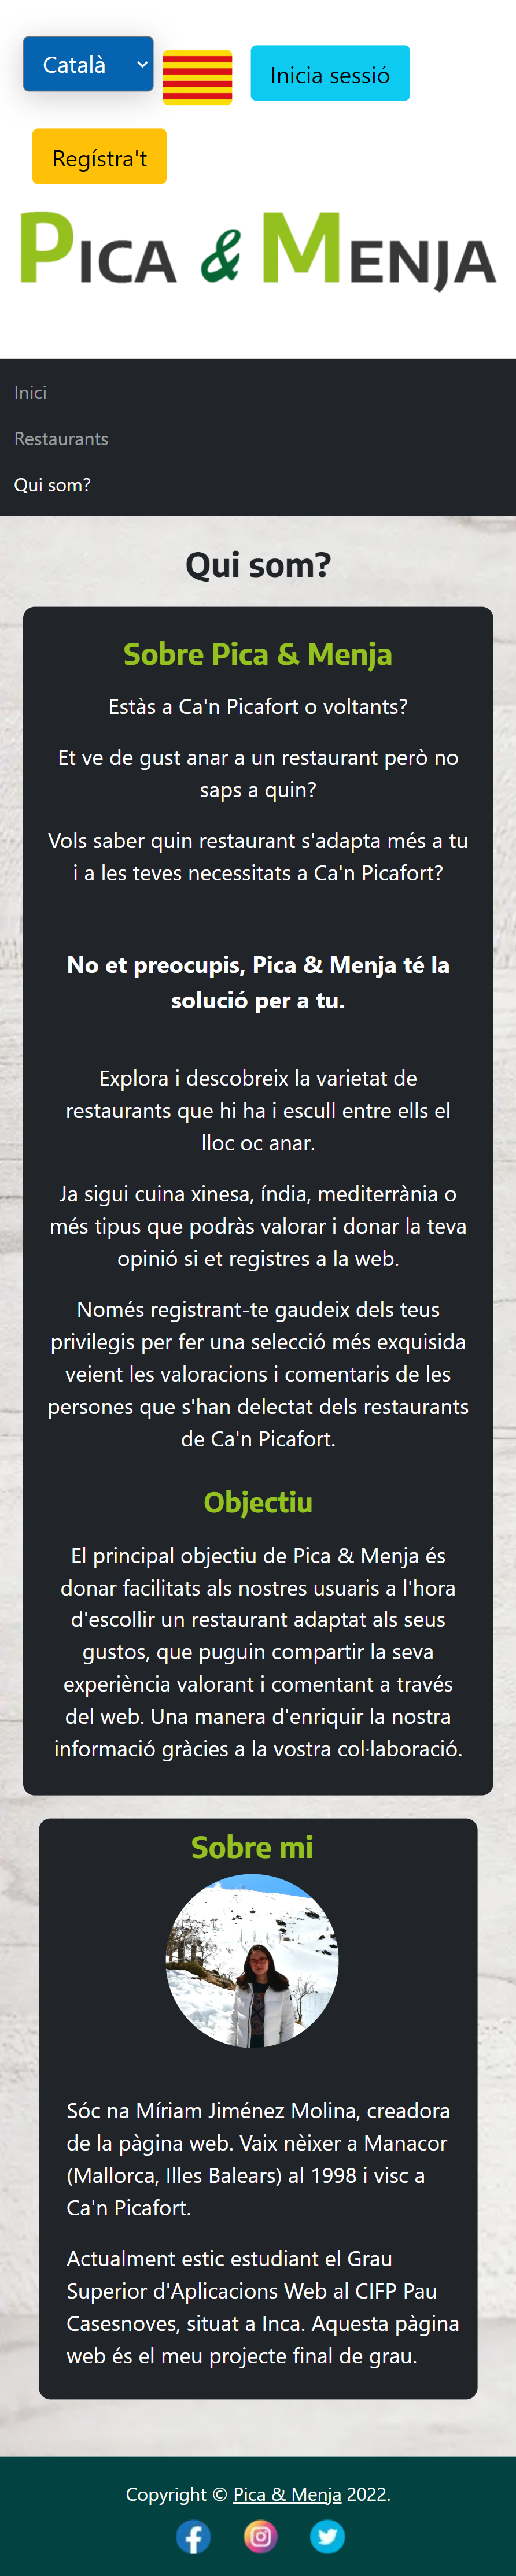 Català
Inicia sessió
Regístra't
PICA & MENJA
Inici
Restaurants
Qui som?
Qui som?
Sobre Pica & Menja
Estàs a Ca'n Picafort o voltants?
Et ve de gust anar a un restaurant però no
saps a quin?
Vols saber quin restaurant s'adapta més a tu
i a les teves necessitats a Ca'n Picafort?
No et preocupis, Pica & Menja té la
solució per a tu.
Explora i descobreix la varietat de
restaurants que hi ha i escull entre ells el
lloc oc anar.
Ja sigui cuina xinesa, índia, mediterrània o
més tipus que podràs valorar i donar la teva
opinió si et registres a la web.
Només registrant-te gaudeix dels teus
privilegis per fer una selecció més exquisida
veient les valoracions i comentaris de les
persones que s'han delectat dels restaurants
de Ca'n Picafort.
Objectiu
El principal objectiu de Pica & Menja és
donar facilitats als nostres usuaris a l'hora
d'escollir un restaurant adaptat als seus
gustos, que puguin compartir la seva
experiència valorant i comentant a través
del web. Una manera d'enriquir la nostra
informació gràcies a la vostra col·laboració.
Sobre mi
Sóc na Míriam Jiménez Molina, creadora
de la pàgina web. Vaix nèixer a Manacor
(Mallorca, Illes Balears) al 1998 i visc a
Ca'n Picafort.
Actualment estic estudiant el Grau
Superior d'Aplicacions Web al CIFP Pau
Casesnoves, situat a Inca. Aquesta pàgina
web és el meu projecte final de grau.
Copyright © Pica & Menja 2022.